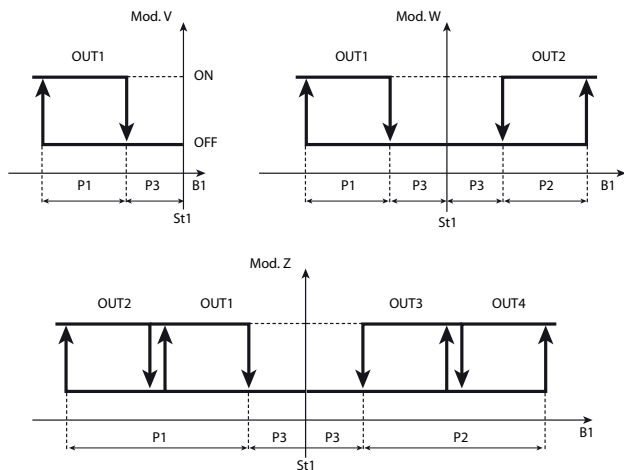 Mod. V
Mod. W
OUT1
ON
OFF
P1 P3 B1
St1
OUT1 OUT2
P1 P3 P3 P2 B1
St1
Mod. Z
OUT2 OUT1 OUT3 OUT4
P1 P3 P3 P2 B1
St1